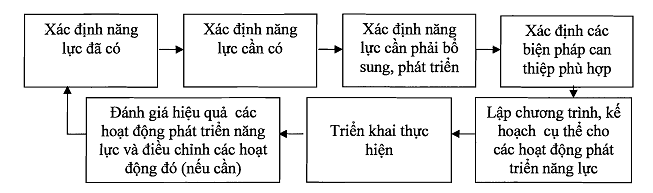 Xác định năng
lực đã có
Xác định năng
lực cần có
Xác định năng
lực cần phải bổ
sung, phát triển
Xác định các
biện pháp can
thiệp phù hợp
Lập chương trình, kế
hoạch cụ thể cho
các hoạt động phát
triển năng lực
Triển khai thực
hiện
Đánh giá hiệu quả các
hoạt động phát triển năng
lực và điều chỉnh các hoạt
động đó (nếu cần)